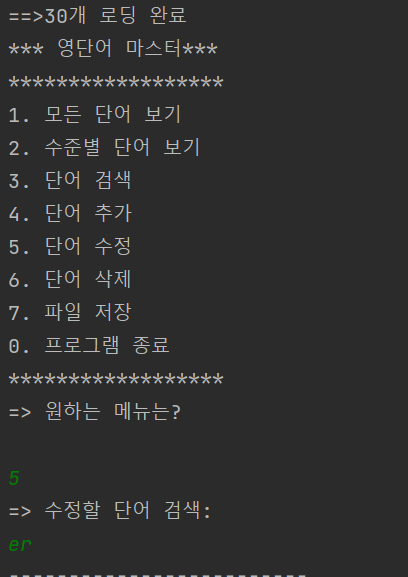 ==>30개 로딩 완료
*** 영단어 마스터***
******************
1. 모든 단어 보기
2. 수준별 단어 보기
3. 단어 검색
4. 단어 추가
5. 단어 수정
6. 단어 삭제
7. 파일 저장
0. 프로그램 종료
******************
=> 원하는 메뉴는?
5
=> 수정할 단어 검색:
er
-------------------------